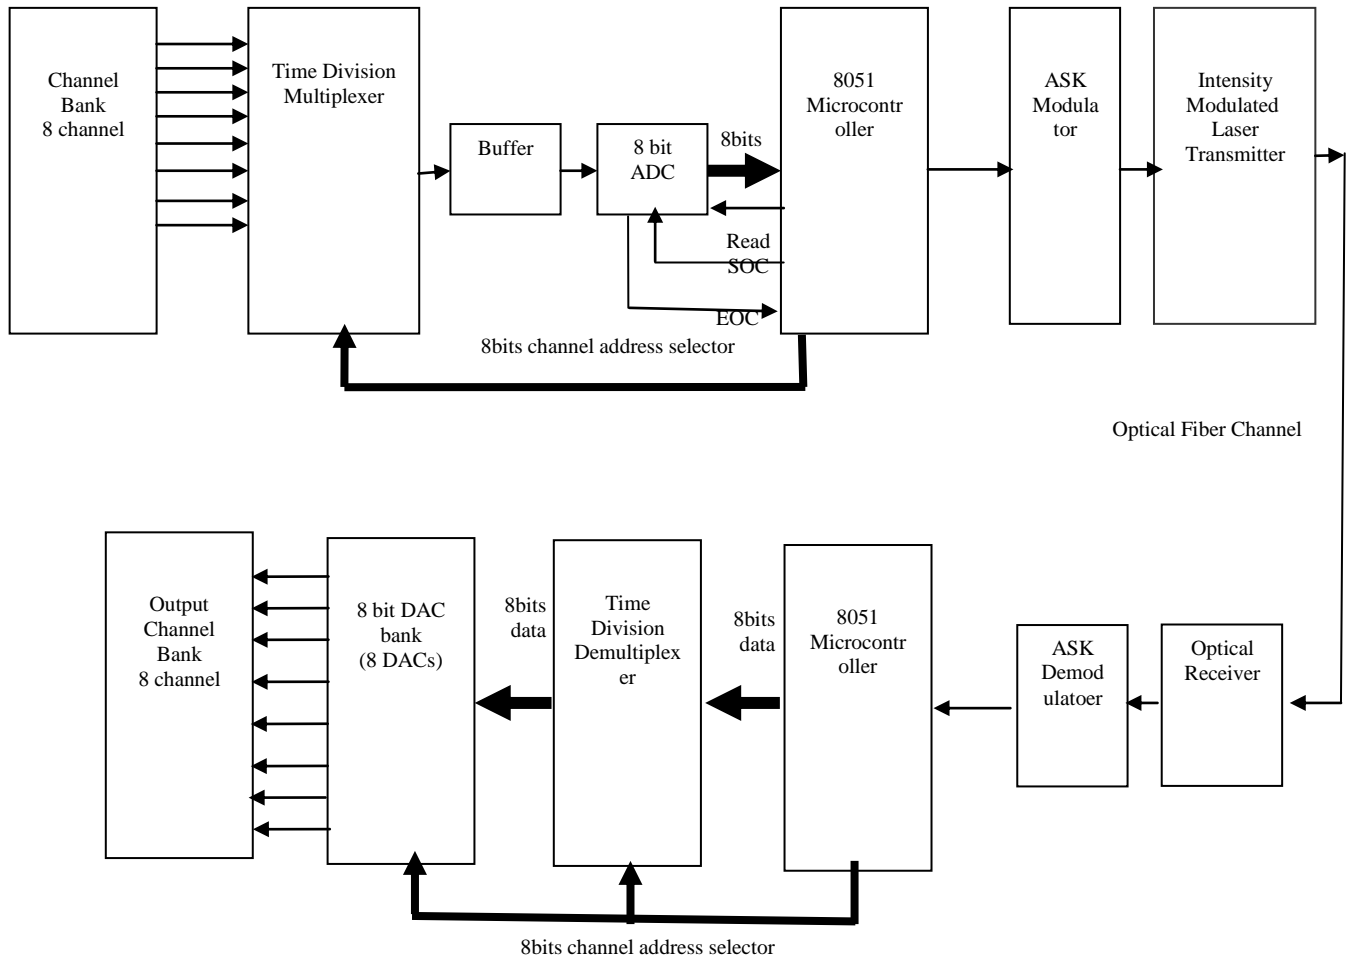 Channel
Bank
8 channel
Time Division
Multiplexer
Buffer
8 bit
ADC
8bits
Read
SOC
EOC
8051
Microcontr
oller
ASK
Modula
tor
Intensity
Modulated
Laser
Transmitter
8bits channel address selector
Optical Fiber Channel
Output
Channel
Bank
8 channel
8 bit DAC
bank
(8 DACs)
8bits
data
Time
Division
Demultiplex
er
8bits
data
8051
Microcontr
oller
ASK
Demod
ulatoer
Optical
Receiver
8bits channel address selector